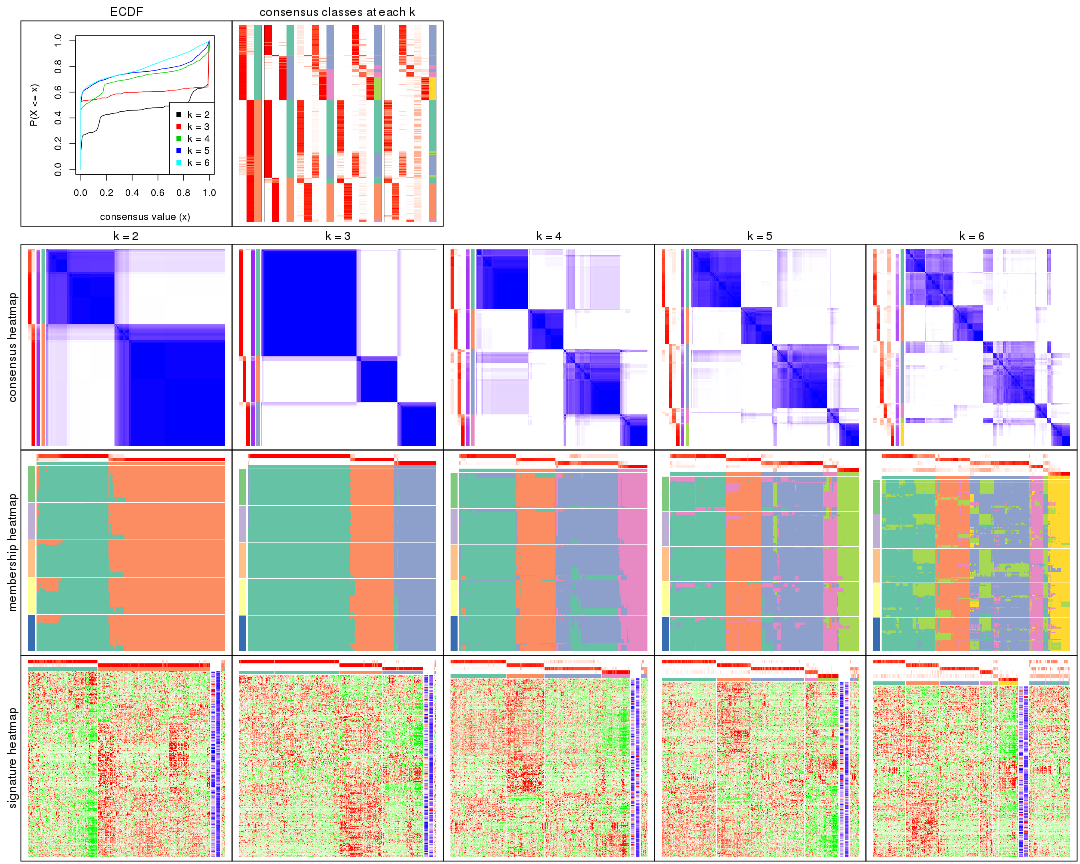 ECDF
consensus classes at each k
P(X <= x)
0.0 0.2 0.4 0.6 0.8 1.0
k = 2
k = 3
k = 4
k = 5
k = 6
0.0 0.2 0.4 0.6 0.8 1.0
consensus value (x)
k = 2
k = 3
k = 4
k = 5
k = 6
consensus heatmap
membership heatmap
signature heatmap